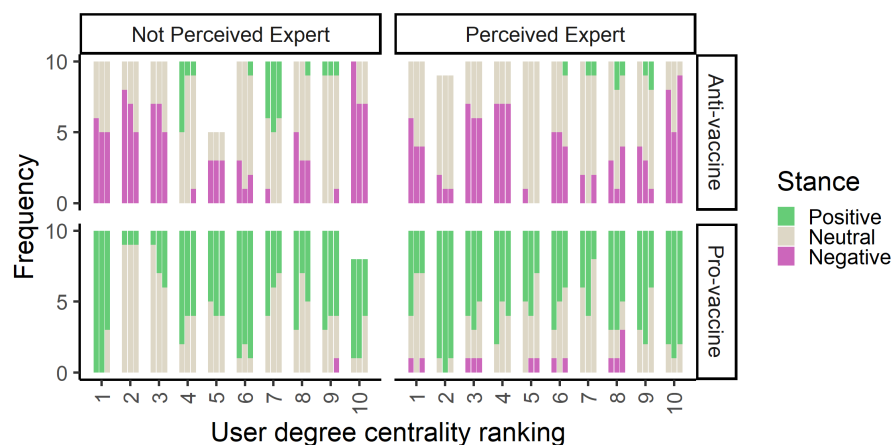 Not Perceived Expert
Perceived Expert
10
5
0
Anti-vaccine
10
5
0
Pro-vaccine
Frequency
1 2 3 4 5 6 7 8 9 10
1 2 3 4 5 6 7 8 9 10
User degree centrality ranking
Stance
Positive
Neutral
Negative